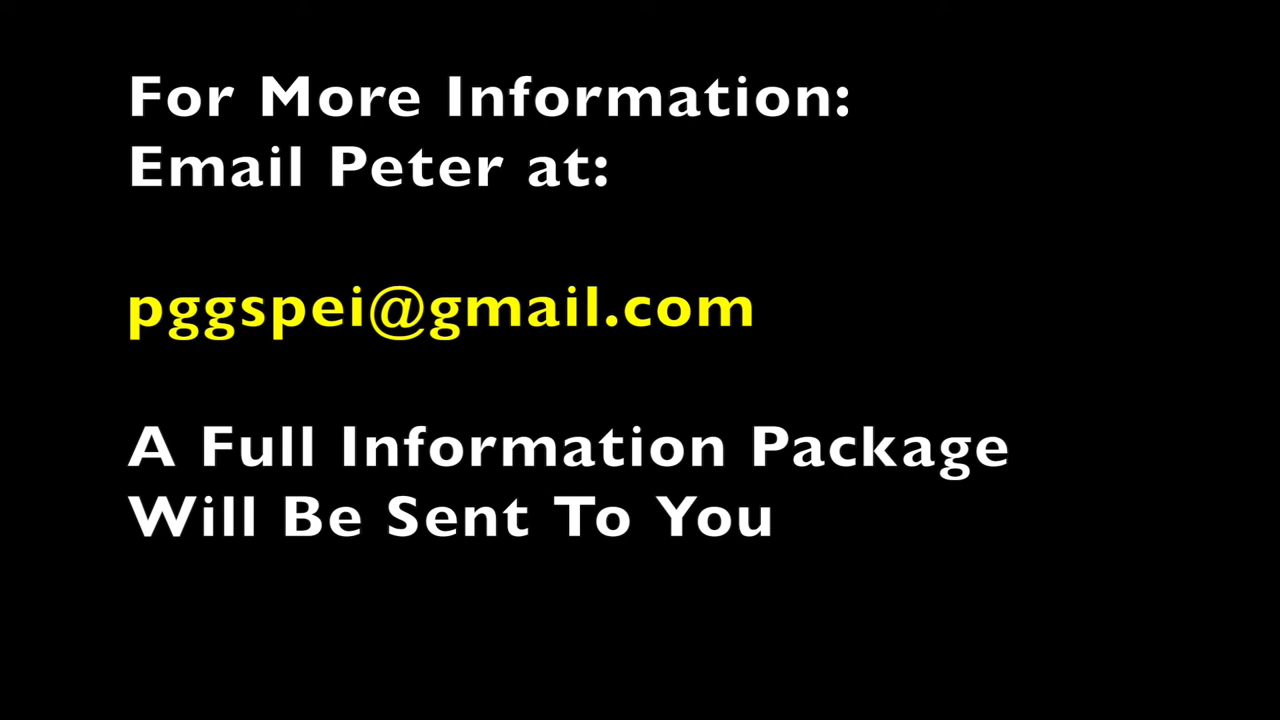 For More Information:
Email Peter at:
pggspei@gmail.com
A Full Information Package
Will Be Sent To You